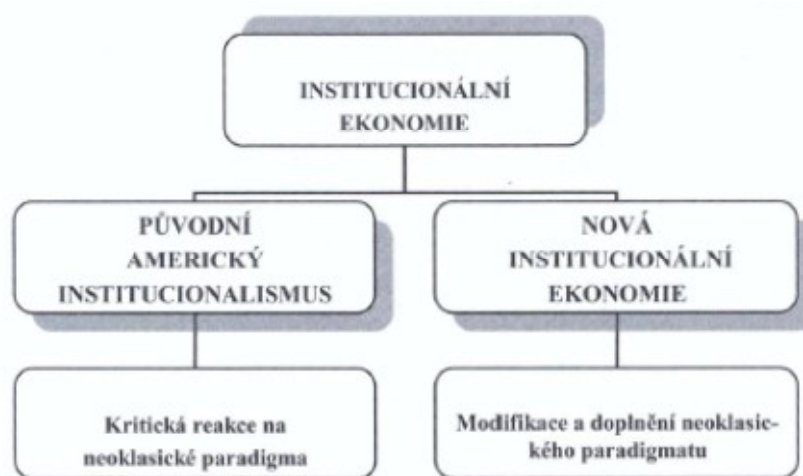 INSTITUCIONÁLNÍ
EKONOMIE
PŮVODNÍ
AMERICKÝ
INSTITUCIONALISMUS
NOVÁ
INSTITUCIONÁLNÍ
EKONOMIE
Kritická reakce na
neoklasické paradigma
Modifikace a doplnění neoklasic-
kého paradigmatu